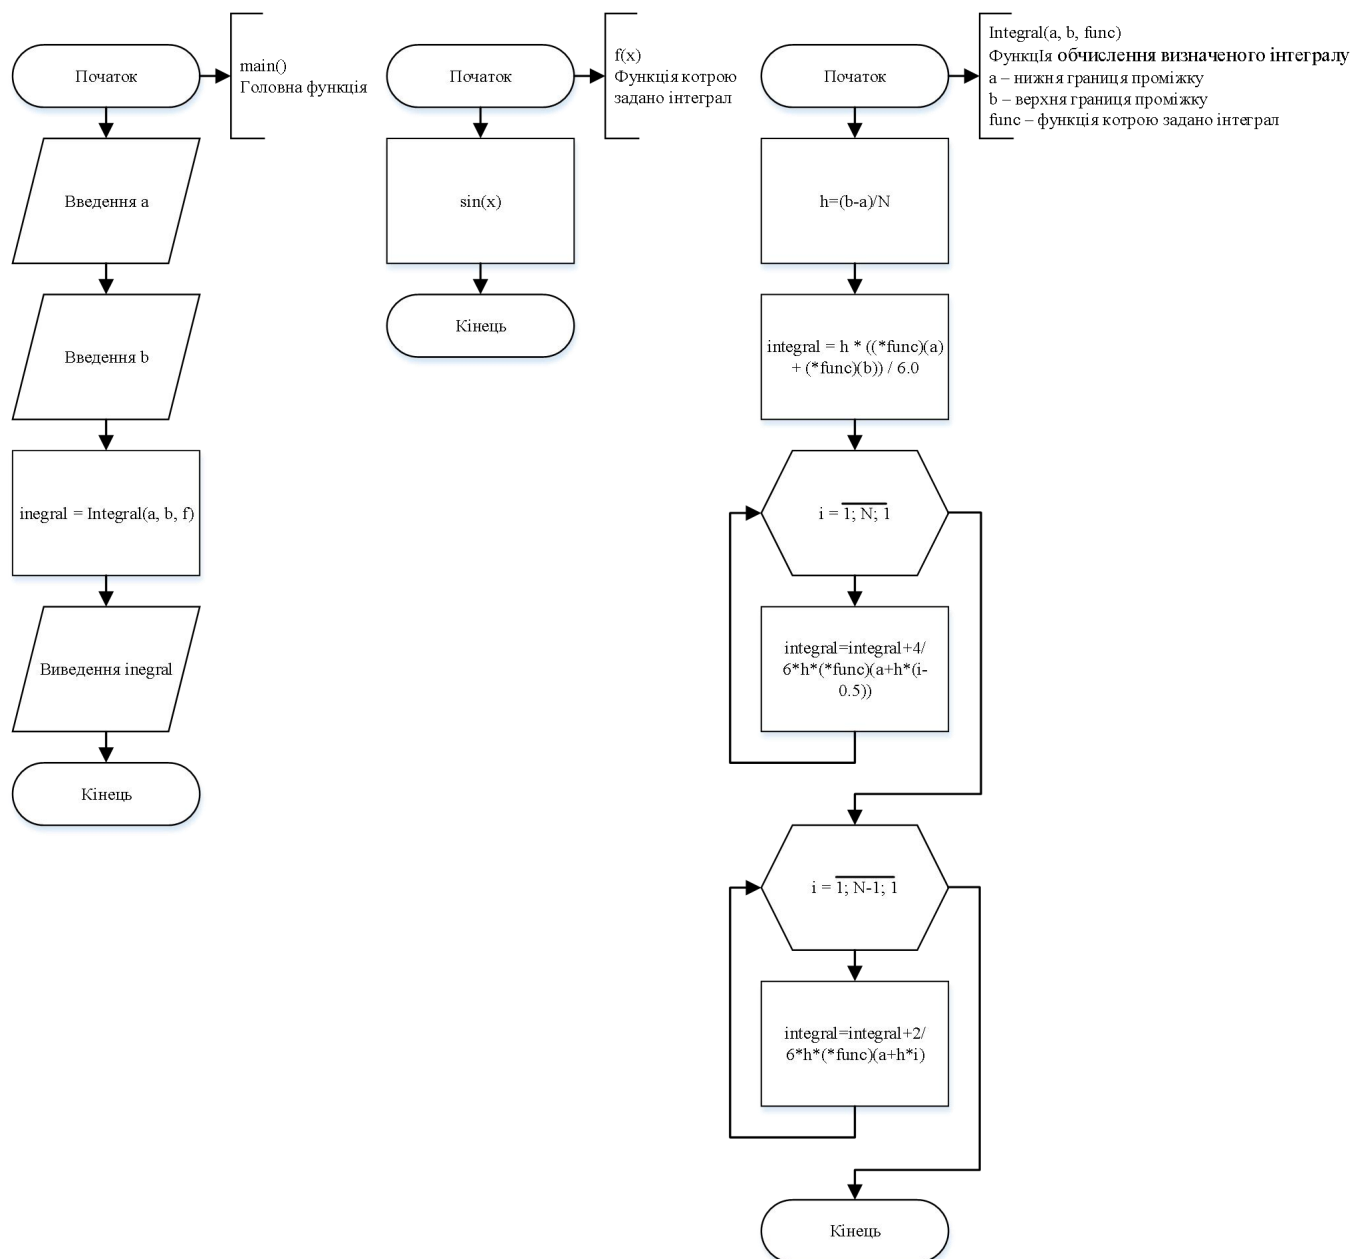 Початок
main()
Головна функція
Введення a
Введення b
inegral = Integral(a, b, f)
Виведення inegral
Кінець
Початок
f(x)
Функція котрою
задано інтеграл
sin(x)
Кінець
Початок
Integral(a, b, func)
ФункцІя обчислення визначеного інтегралу
a – нижня границя проміжку
b – верхня границя проміжку
func – функція котрою задано інтеграл
h=(b-a)/N
integral = h * ((*func)(a)
+ (*func)(b)) / 6.0
i = 1; N; 1
integral=integral+4/
6*h*(*func)(a+h*(i-
0.5))
i = 1; N-1; 1
integral=integral+2/
6*h*(*func)(a+h*i)
Кінець